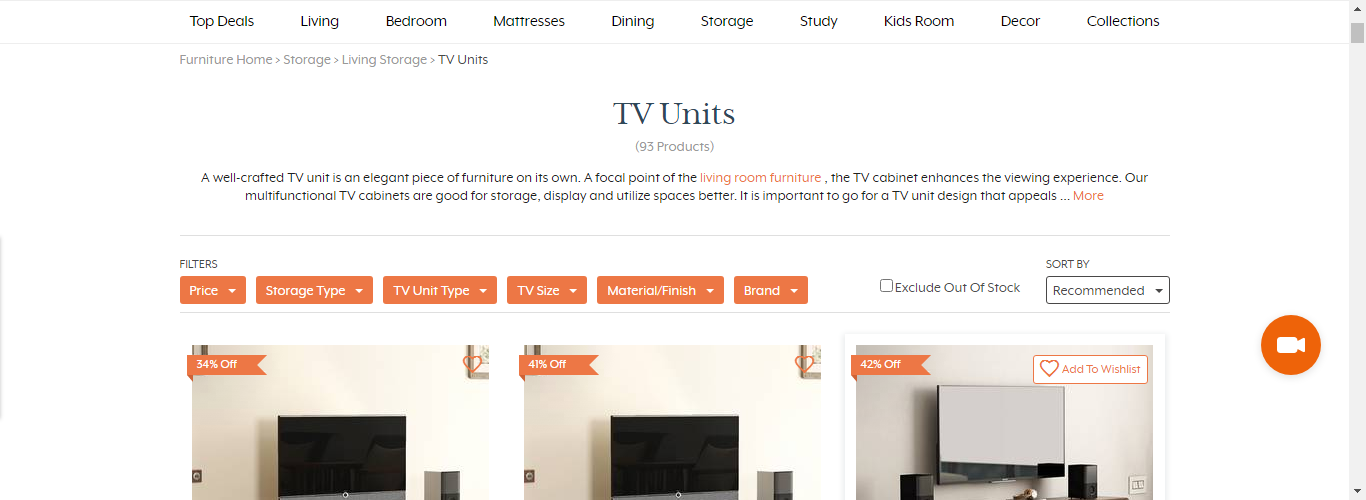 Top Deals Living Bedroom Mattresses Dining Storage Study Kids Room Decor Collections
Furniture Home > Storage > Living Storage > TV Units
TV Units
(93 Products)
A well-crafted TV unit is an elegant piece of furniture on its own. A focal point of the living room furniture , the TV cabinet enhances the viewing experience. Our
multifunctional TV cabinets are good for storage, display and utilize spaces better. It is important to go for a TV unit design that appeals ... More
FILTERS
SORT BY
Price Storage Type TV Unit Type TV Size Material/Finish Brand Exclude Out Of Stock Recommended
34% Off 41% Off 42% Off Add To Wishlist